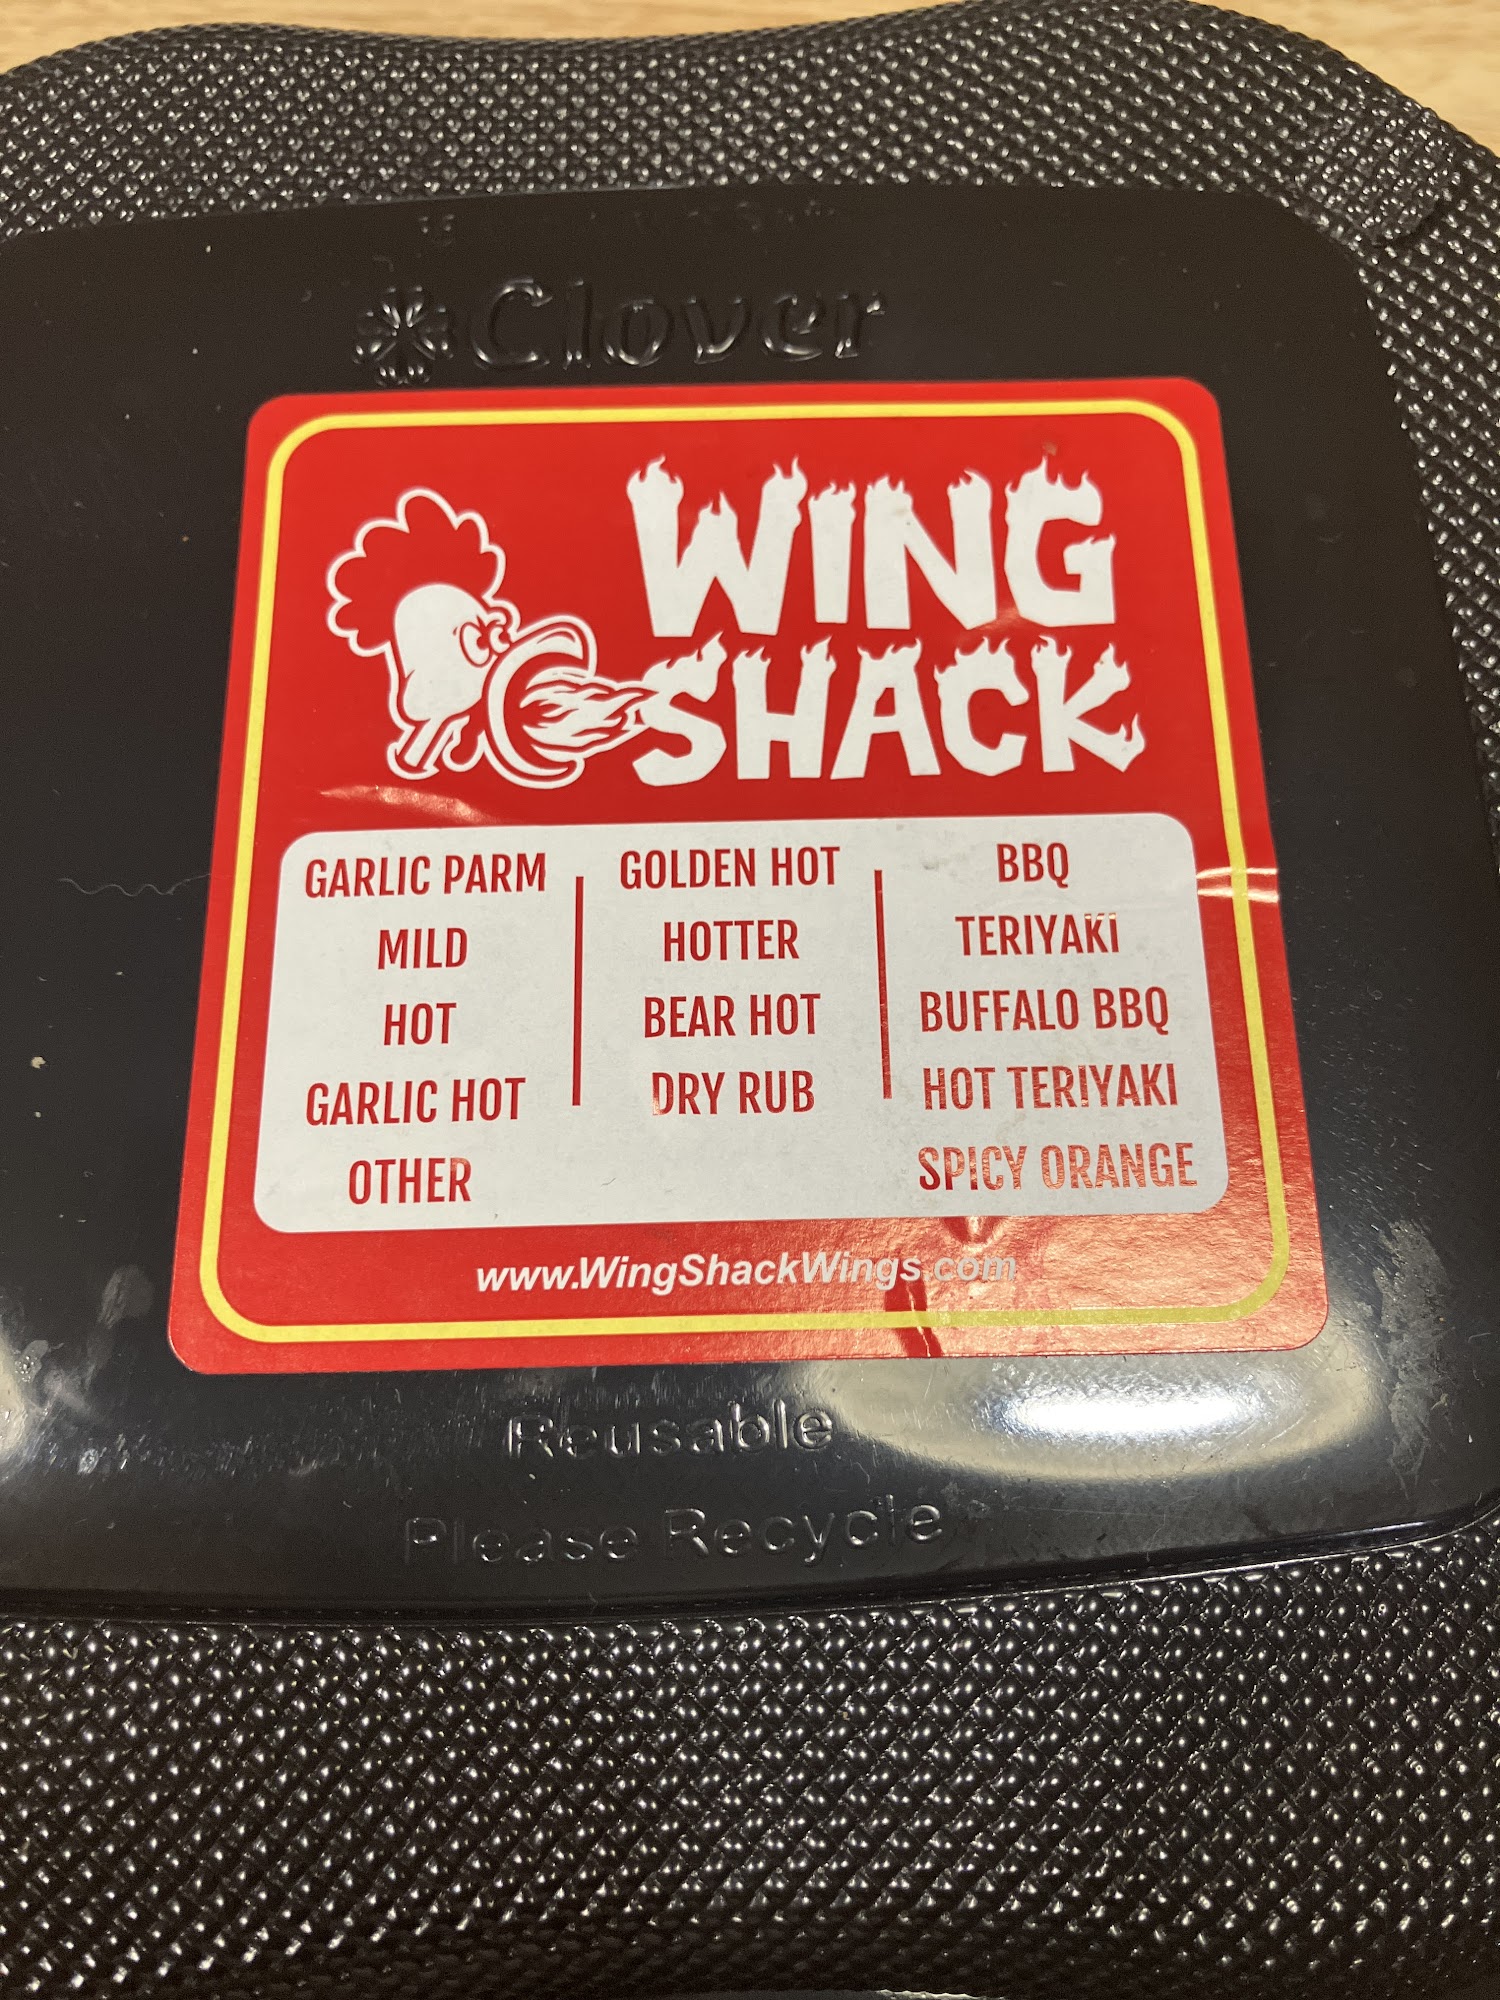 Clover
WING
SHACK
GARLIC PARM
MILD
HOT
GARLIC HOT
OTHER
GOLDEN HOT
HOTTER
BEAR HOT
DRY RUB
BBQ
TERIYAKI
BUFFALO BBQ
HOT TERIYAKI
SPICY ORANGE
www.WingShackWings.com
Reusable
Please Recycle